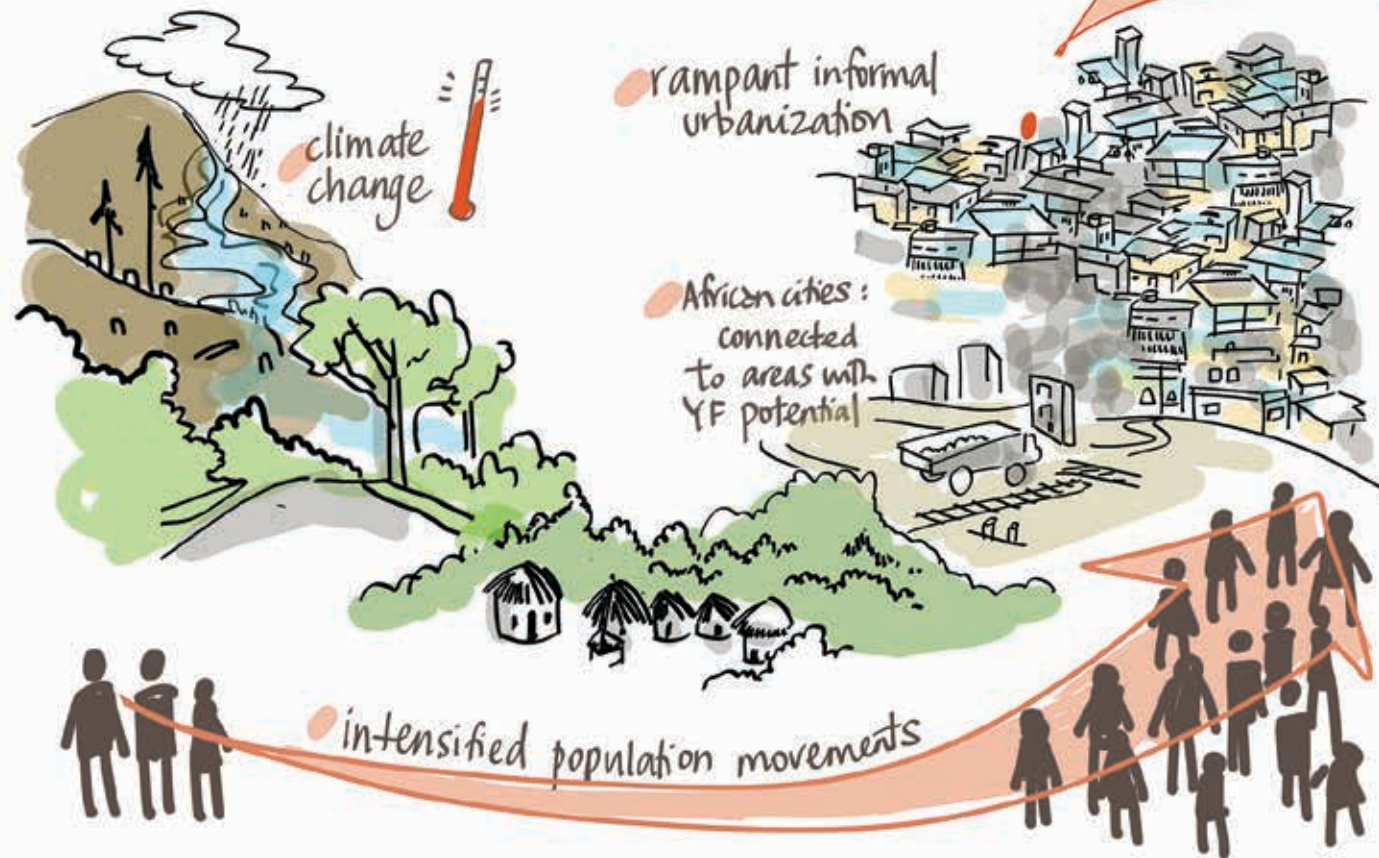 climate
change
rampant informal
urbanization
African cities:
connected
to areas with
YF potential
intensified population movements